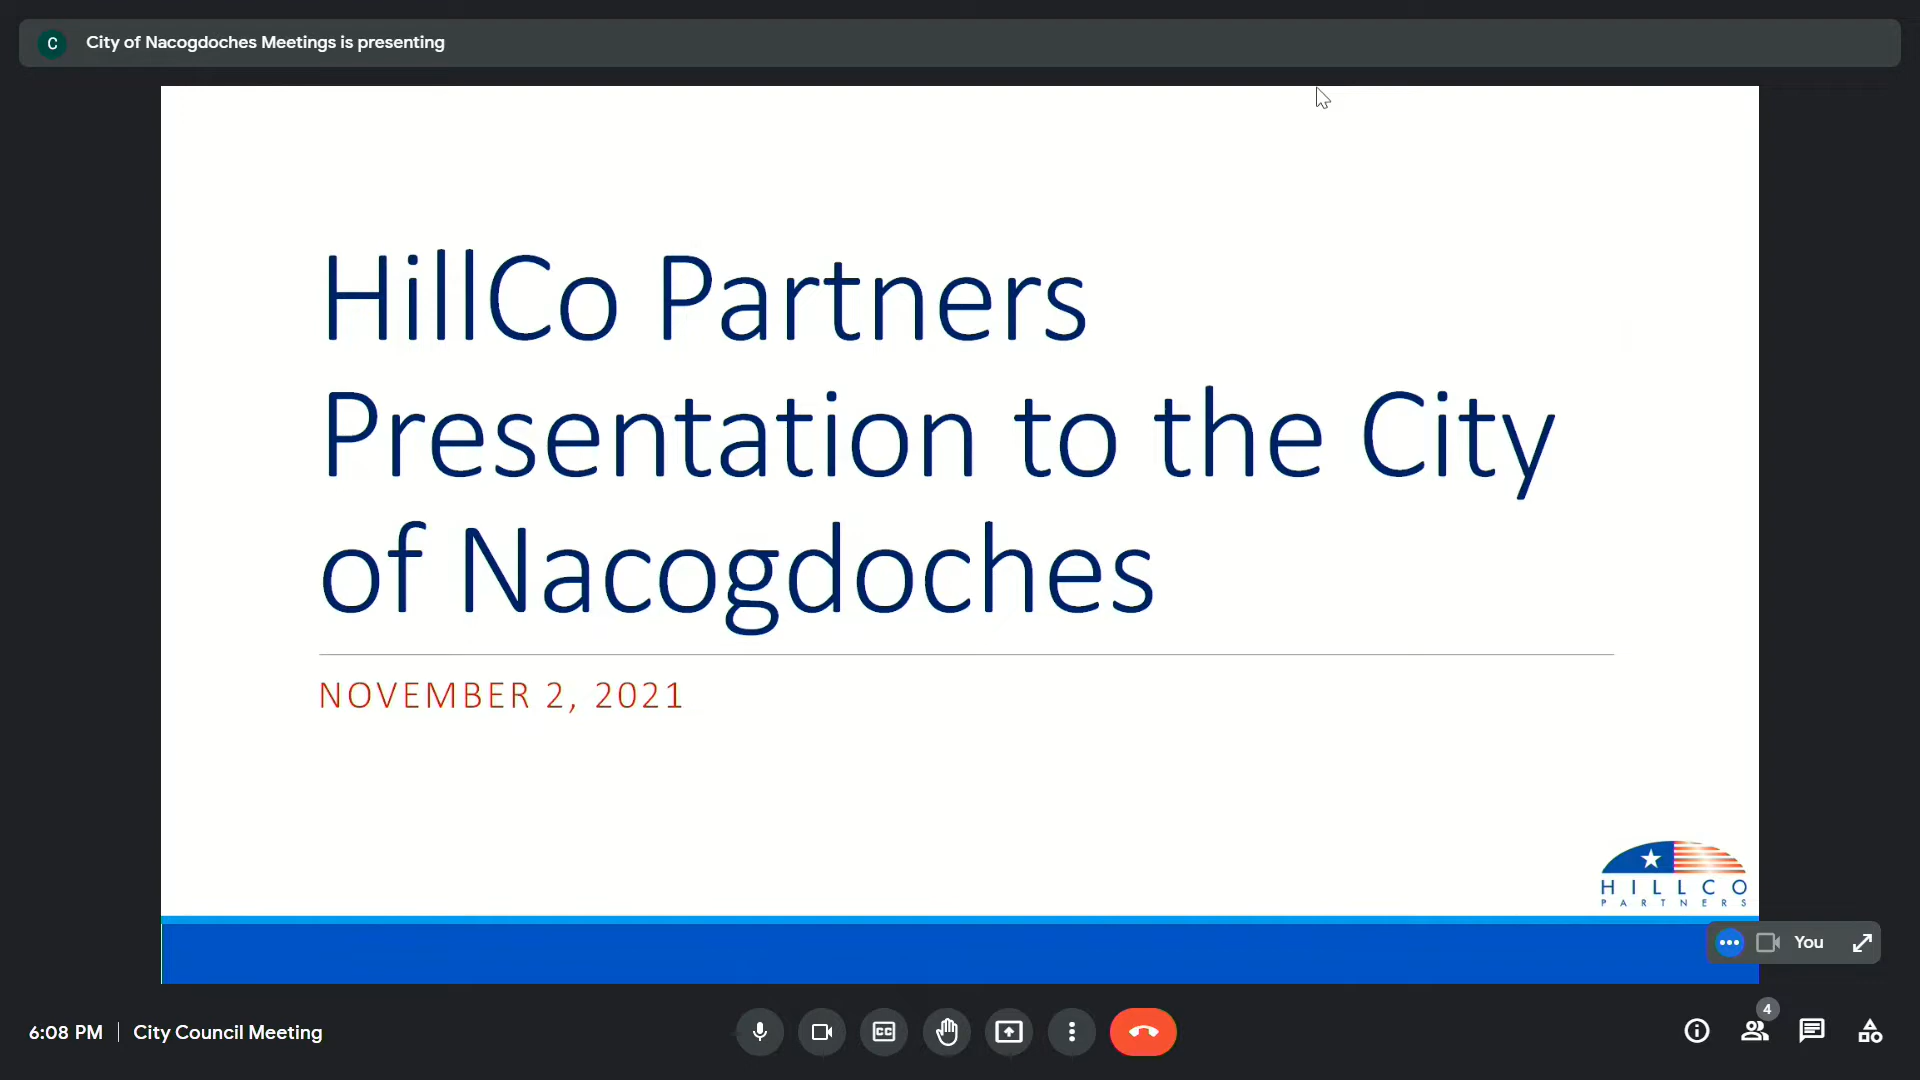 C
City of Nacogdoches Meetings is presenting
HillCo Partners
Presentation to the City
of Nacogdoches
NOVEMBER 2, 2021
HILLCO
PARTNERS
You
4
6:08 PM
City Council Meeting
CC